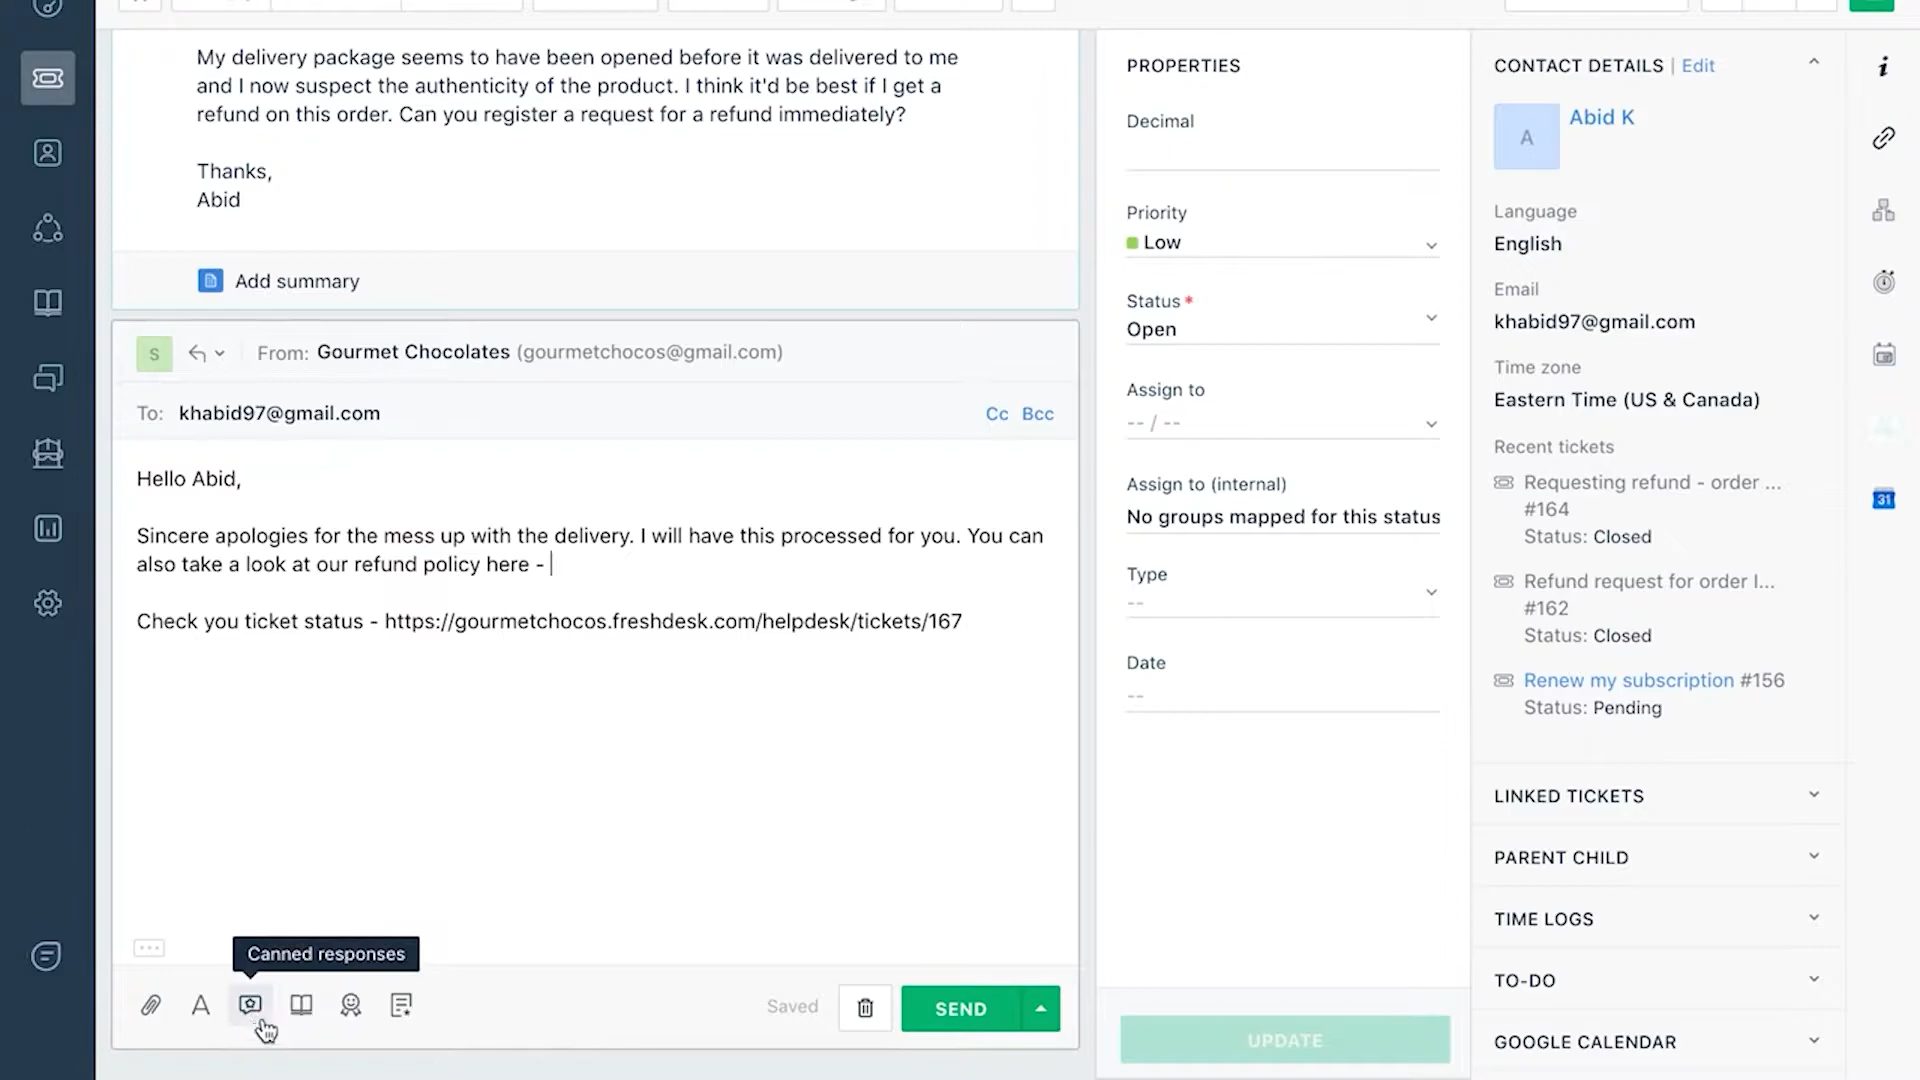 My delivery package seems to have been opened before it was delivered to me
and I now suspect the authenticity of the product. I think it'd be best if I get a
refund on this order. Can you register a request for a refund immediately?
Thanks,
Abid
Add summary
S
From: Gourmet Chocolates (gourmetchocos@gmail.com)
To: khabid97@gmail.com
Cc Bcc
Hello Abid,
Sincere apologies for the mess up with the delivery. I will have this processed for you. You can
also take a look at our refund policy here -
Check you ticket status - https://gourmetchocos.freshdesk.com/helpdesk/tickets/167
Canned responses
Saved
SEND
PROPERTIES
Decimal
Priority
Low
Status *
Open
Assign to
-- / --
Assign to (internal)
No groups mapped for this status
Type
--
Date
--
UPDATE
CONTACT DETAILS | Edit
A
Abid K
Language
English
Email
khabid97@gmail.com
Time zone
Eastern Time (US & Canada)
Recent tickets
Requesting refund - order ...
#164
Status: Closed
Refund request for order I...
#162
Status: Closed
Renew my subscription #156
Status: Pending
LINKED TICKETS
PARENT CHILD
TIME LOGS
TO-DO
GOOGLE CALENDAR
31